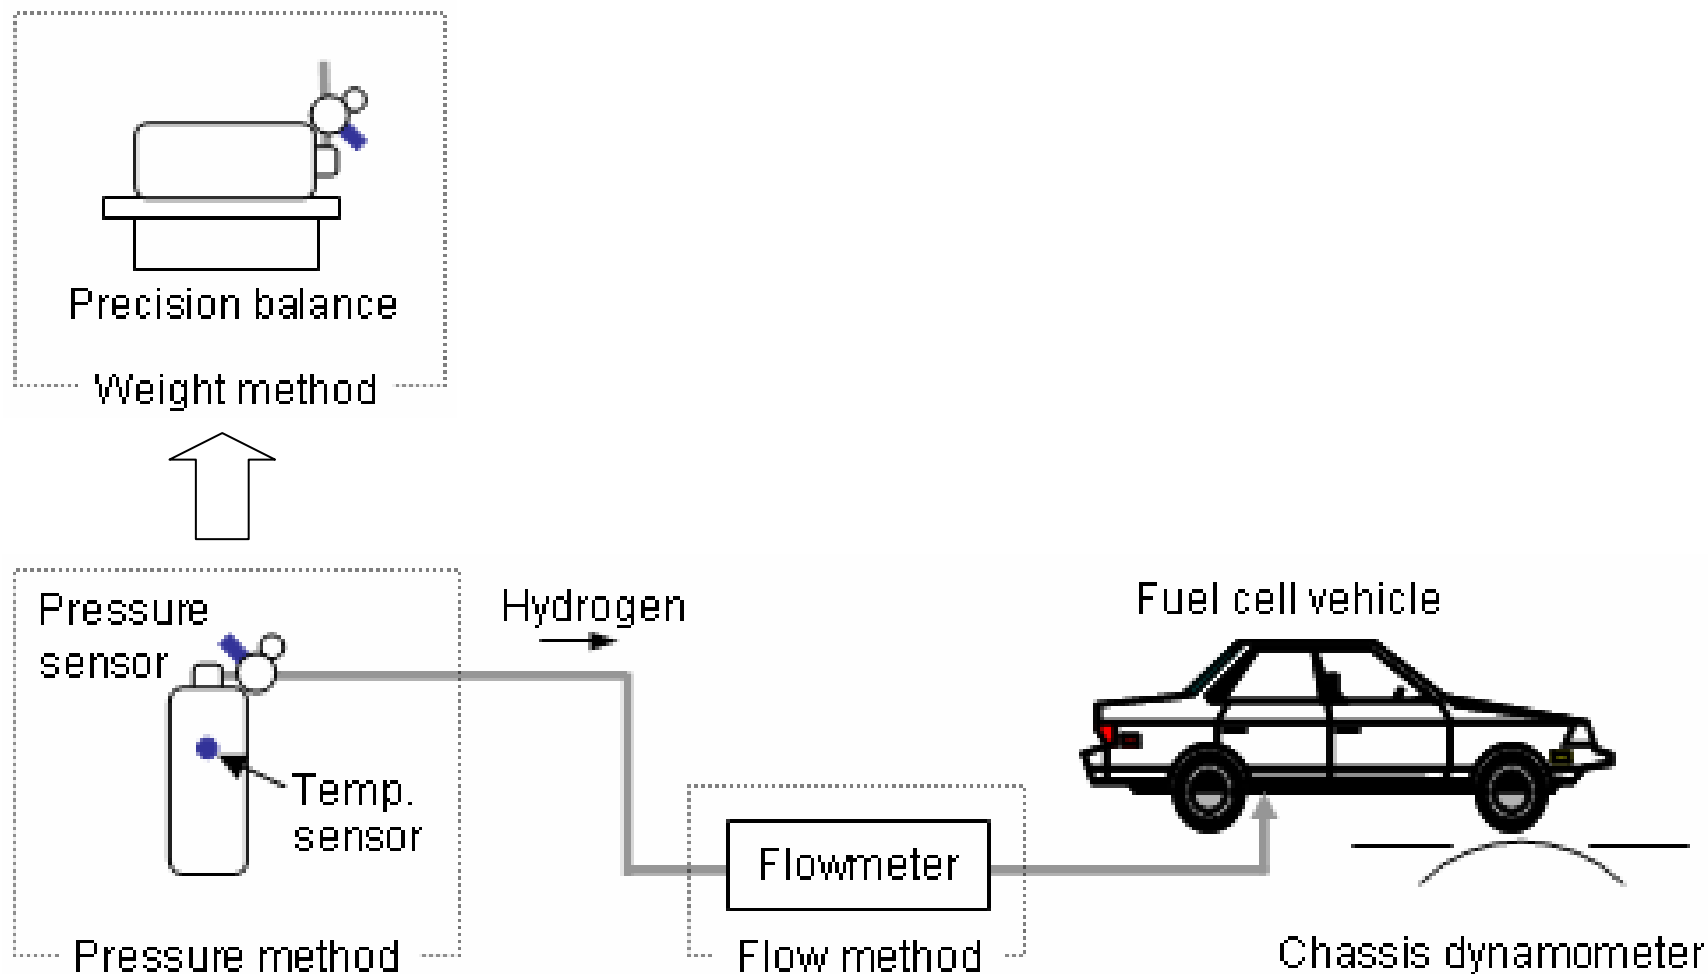 Precision balance
Weight method
Pressure
sensor
Temp.
sensor
Pressure method
Hydrogen
Flowmeter
Flow method
Fuel cell vehicle
Chassis dynamometer